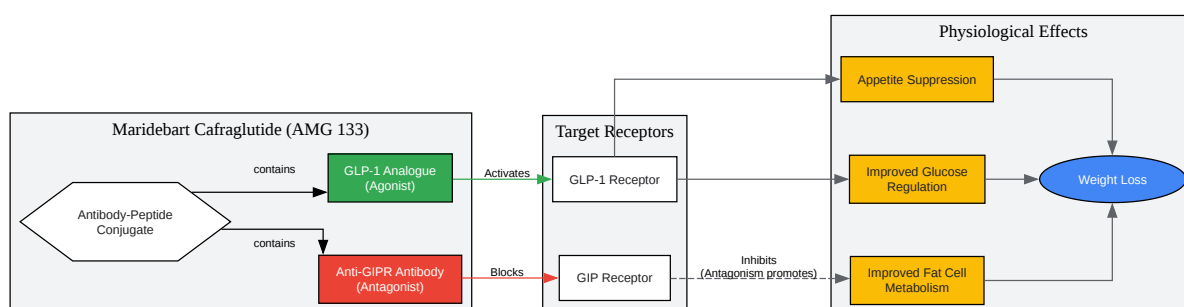 Physiological Effects
Appetite Suppression
Maridebart Cafraglutide (AMG 133)
Target Receptors
contains
GLP-1 Analogue
(Agonist)
Activates
GLP-1 Receptor
Improved Glucose
Regulation
Weight Loss
Antibody-Peptide
Conjugate
contains
Anti-GIPR Antibody
(Antagonist)
Blocks
GIP Receptor
Inhibits
(Antagonism promotes)
Improved Fat Cell
Metabolism